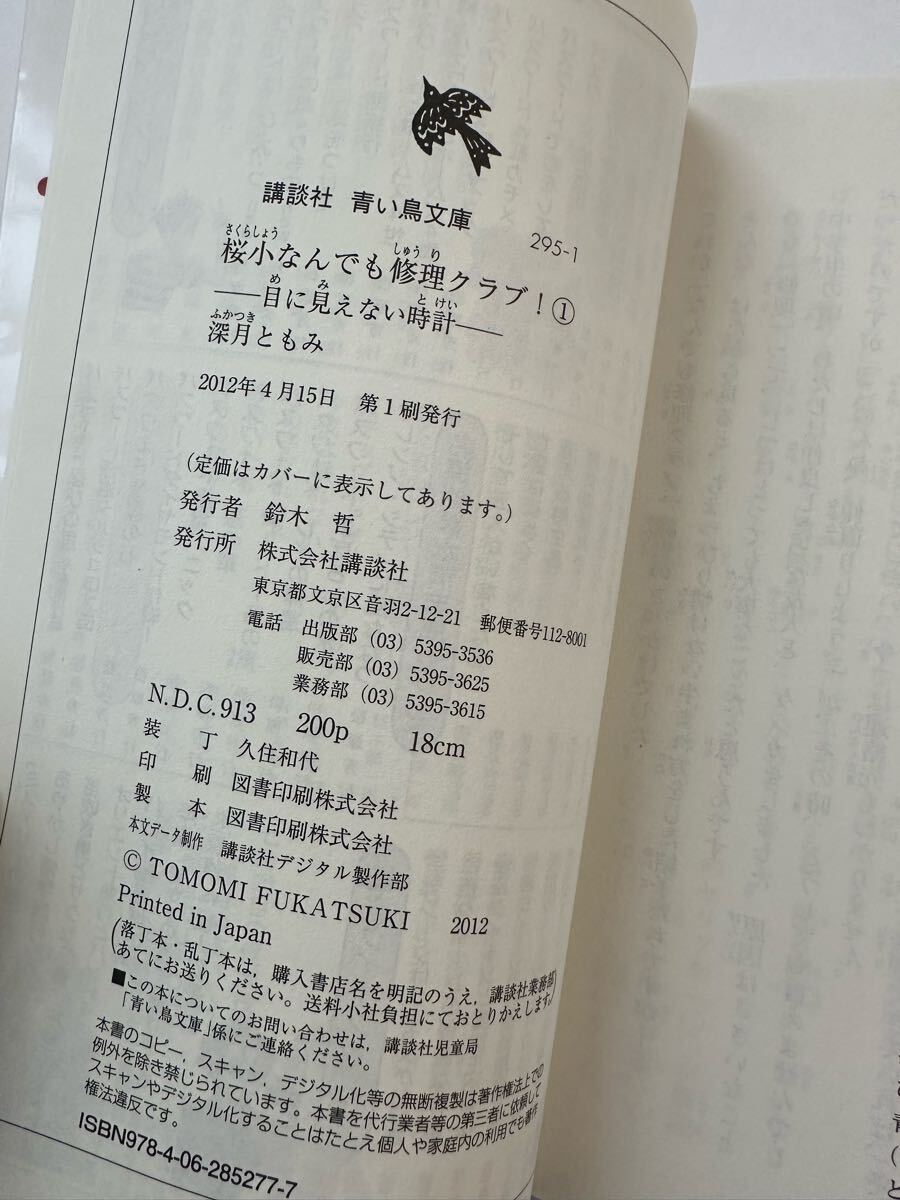 講談社 青い鳥文庫 295-1
桜小なんでも修理クラブ！①
さくらしょう しゅう り
――目に見えない時計――
め み と けい
深月ともみ
ふかつき
2012年4月15日 第1刷発行
（定価はカバーに表示してあります。）
発行者 鈴木 哲
発行所 株式会社講談社
東京都文京区音羽2-12-21 郵便番号112-8001
電話 出版部 (03) 5395-3536
販売部 (03) 5395-3625
業務部 (03) 5395-3615
N.D.C.913 200p 18cm
装 丁 久住和代
印 刷 図書印刷株式会社
製 本 図書印刷株式会社
本文データ制作 講談社デジタル製作部
© TOMOMI FUKATSUKI 2012
Printed in Japan
（落丁本・乱丁本は，購入書店名を明記のうえ，講談社業務部
あてにお送りください。送料小社負担にておとりかえします。）
■この本についてのお問い合わせは，講談社児童局
「青い鳥文庫」係にご連絡ください。
本書のコピー，スキャン，デジタル化等の無断複製は著作権法上での
例外を除き禁じられています。本書を代行業者等の第三者に依頼して
スキャンやデジタル化することはたとえ個人や家庭内の利用でも著作
権法違反です。
ISBN978-4-06-285277-7